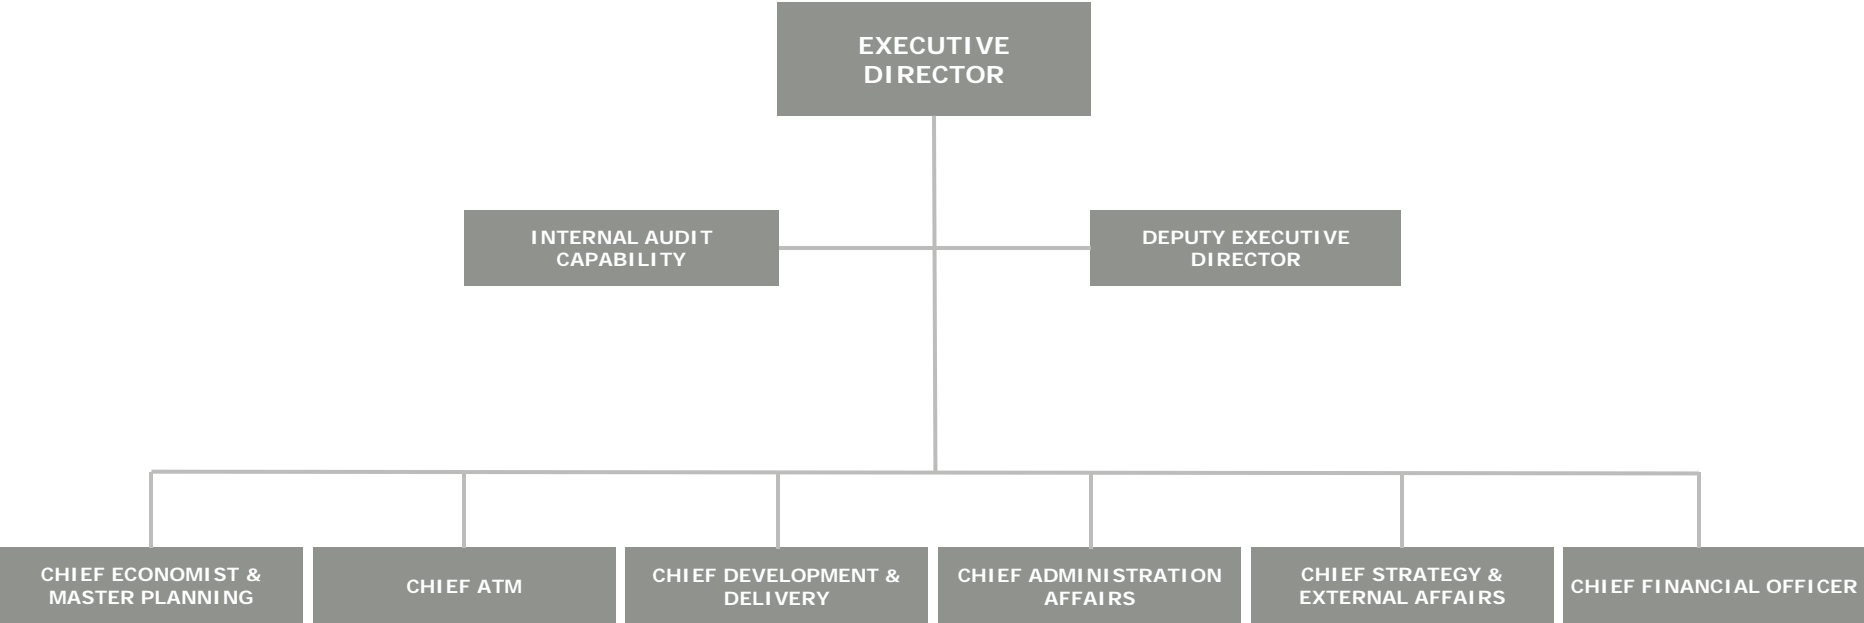 EXECUTIVE
DIRECTOR
INTERNAL AUDIT
CAPABILITY
DEPUTY EXECUTIVE
DIRECTOR
CHIEF ECONOMIST &
MASTER PLANNING
CHIEF ATM
CHIEF DEVELOPMENT &
DELIVERY
CHIEF ADMINISTRATION
AFFAIRS
CHIEF STRATEGY &
EXTERNAL AFFAIRS
CHIEF FINANCIAL OFFICER